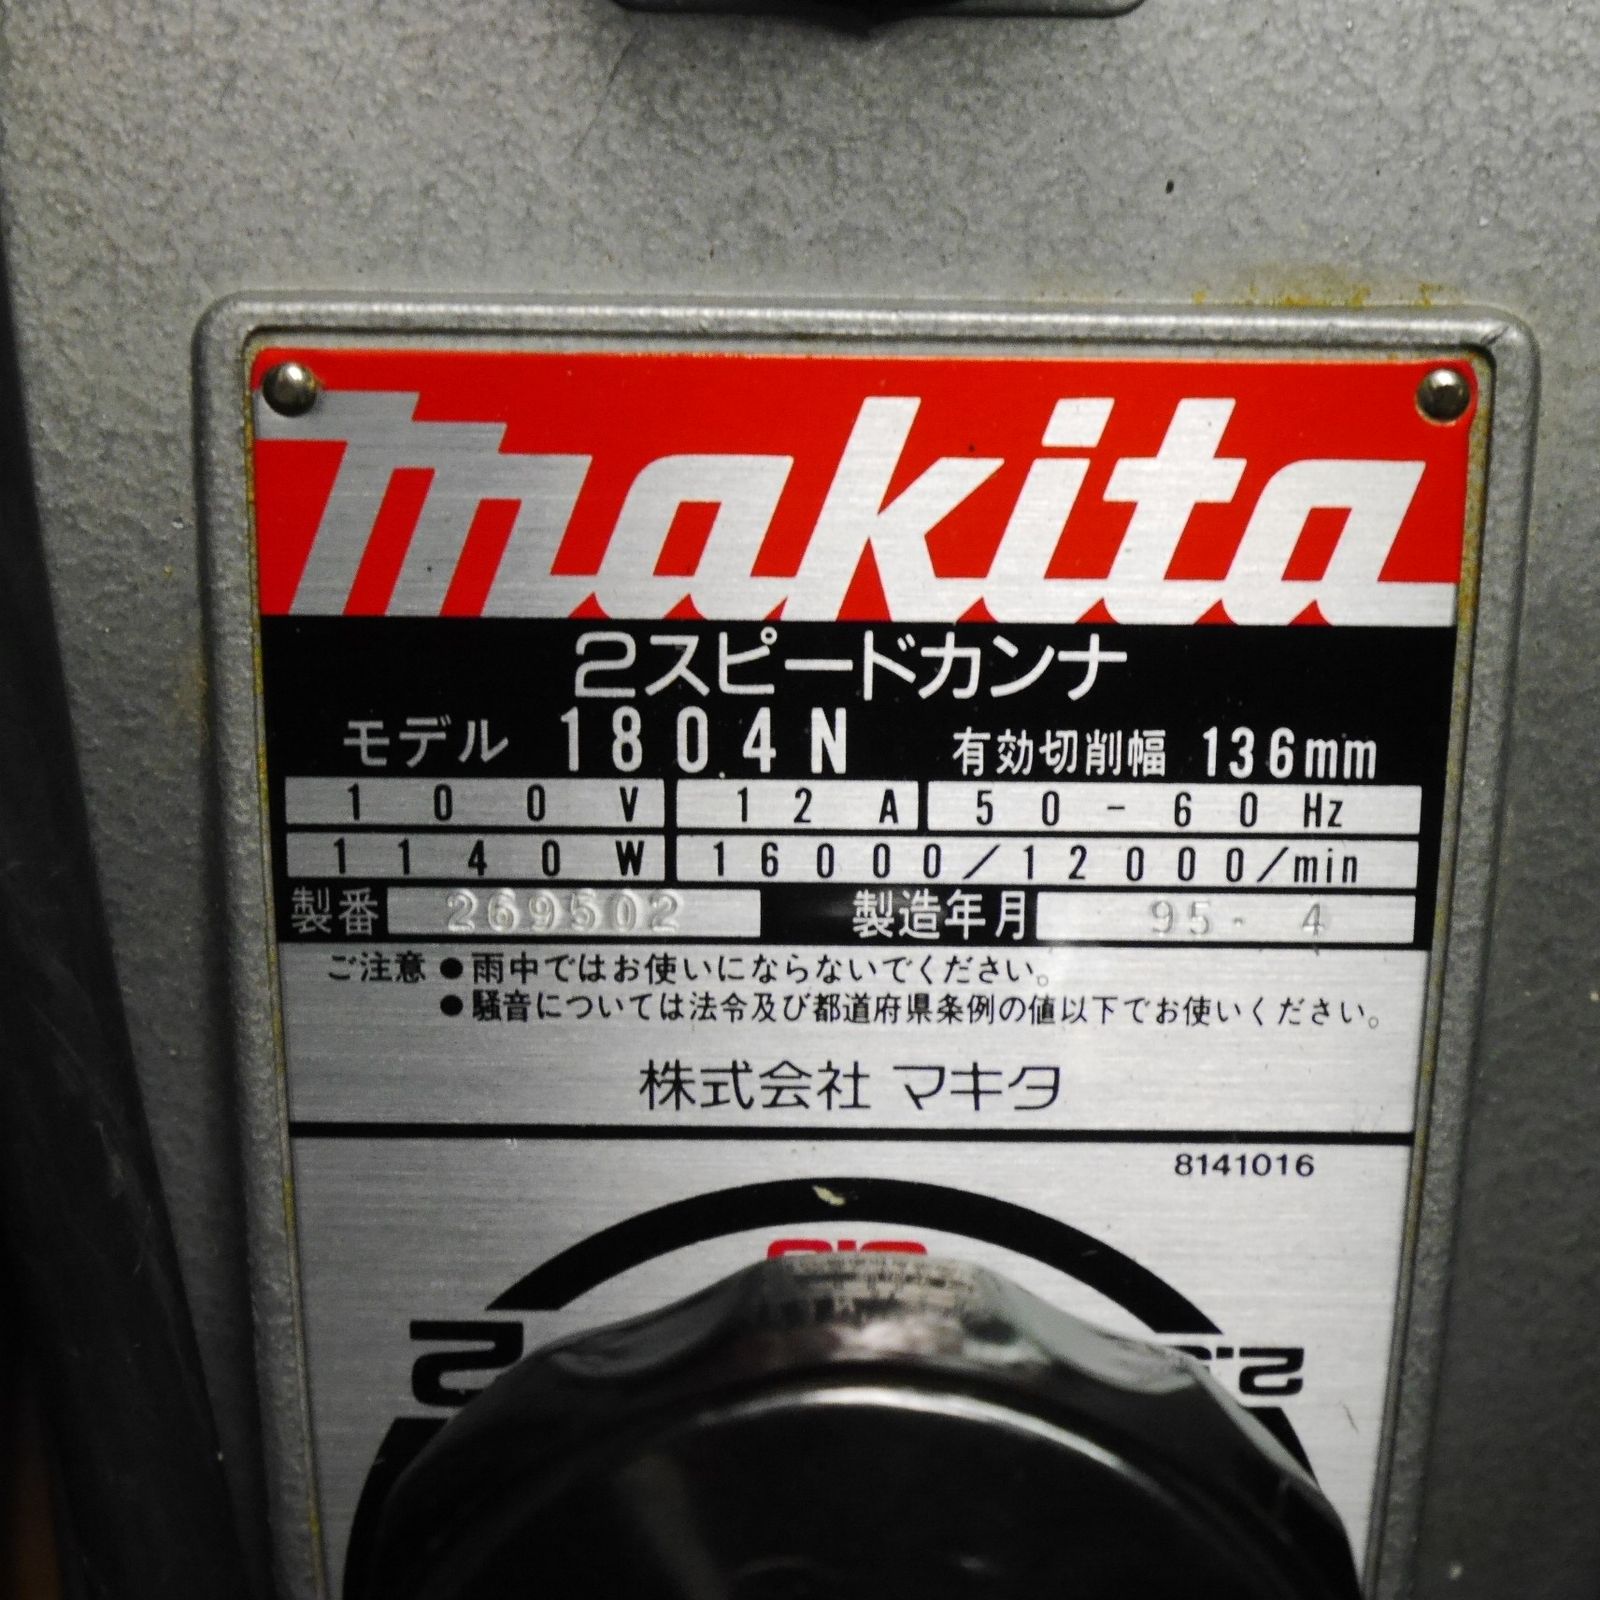 makita
2スピードカンナ
モデル 1804N 有効切削幅 136mm
100V 12A 50-60Hz
1140W 16000/12000/min
製番 269502 製造年月 95-4
ご注意 ●雨中ではお使いにならないでください。
●騒音については法令及び都道府県条例の値以下でお使いください。
株式会社 マキタ
8141016
2